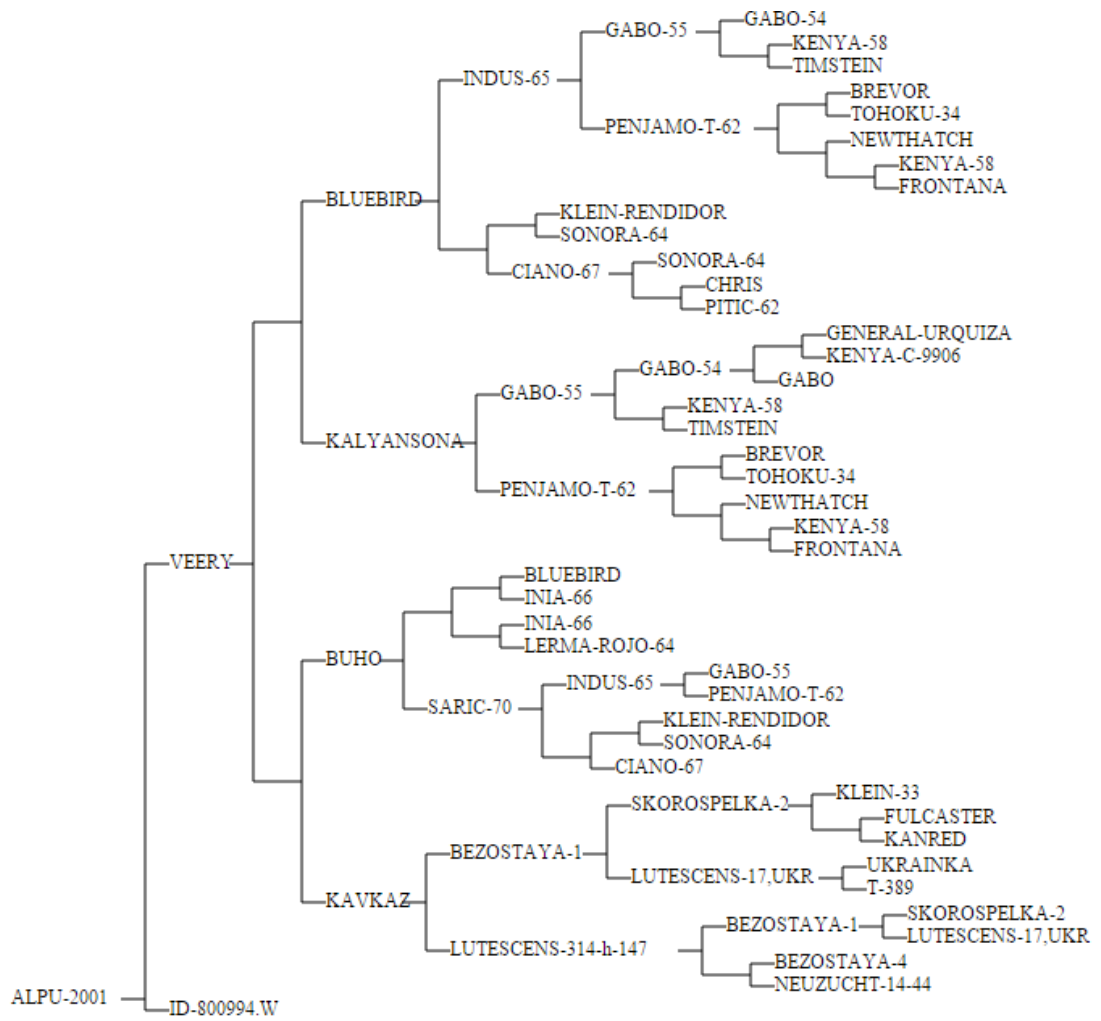 GABO-54
GABO-55
KENYA-58
TIMSTEIN
INDUS-65
BREVOR
TOHOKU-34
PENJAMO-T-62
NEWTHATCH
KENYA-58
FRONTANA
BLUEBIRD
KLEIN-RENDIDOR
SONORA-64
SONORA-64
CIANO-67
CHRIS
PITIC-62
GENERAL-URQUIZA
KENYA-C-9906
GABO-54
GABO
GABO-55
KENYA-58
TIMSTEIN
KALYANSONA
BREVOR
TOHOKU-34
PENJAMO-T-62
NEWTHATCH
KENYA-58
FRONTANA
VEERY
BLUEBIRD
INIA-66
INIA-66
LERMA-ROJO-64
BUHO
GABO-55
INDUS-65
PENJAMO-T-62
SARIC-70
KLEIN-RENDIDOR
SONORA-64
CIANO-67
KLEIN-33
SKOROSPELKA-2
FULCASTER
KANRED
BEZOSTAYA-1
UKRAINKA
LUTESCENS-17,UKR
T-389
KAVKAZ
SKOROSPELKA-2
BEZOSTAYA-1
LUTESCENS-17,UKR
LUTESCENS-314-h-147
BEZOSTAYA-4
NEUZUCHT-14-44
ALPU-2001
ID-800994.W